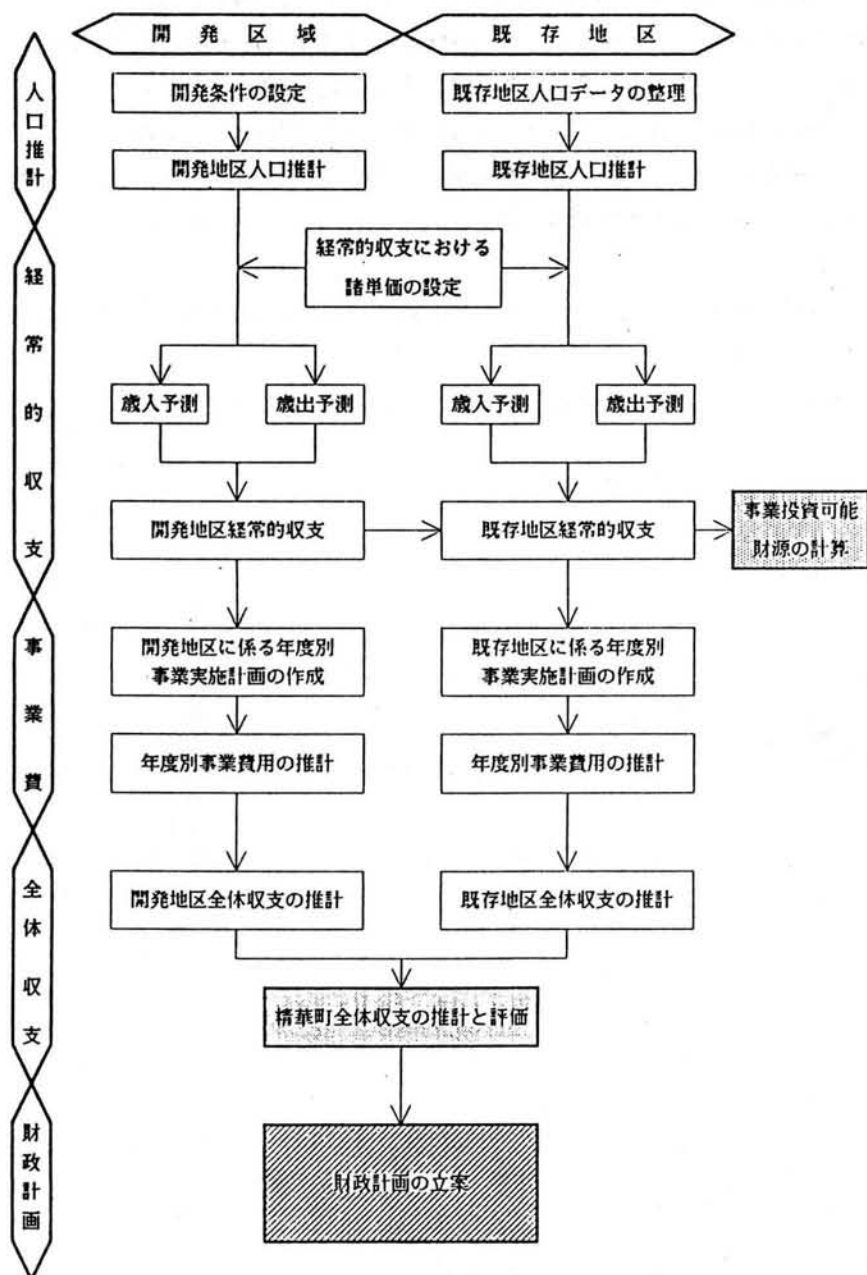 開発区域
既存地区
人口推計
開発条件の設定
既存地区人口データの整理
開発地区人口推計
既存地区人口推計
経常的収支
経常的収支における
諸単価の設定
歳入予測
歳出予測
歳入予測
歳出予測
開発地区経常的収支
既存地区経常的収支
事業投資可能
財源の計算
事業費
開発地区に係る年度別
事業実施計画の作成
既存地区に係る年度別
事業実施計画の作成
年度別事業費用の推計
年度別事業費用の推計
全体収支
開発地区全体収支の推計
既存地区全体収支の推計
精華町全体収支の推計と評価
財政計画
財政計画の立案